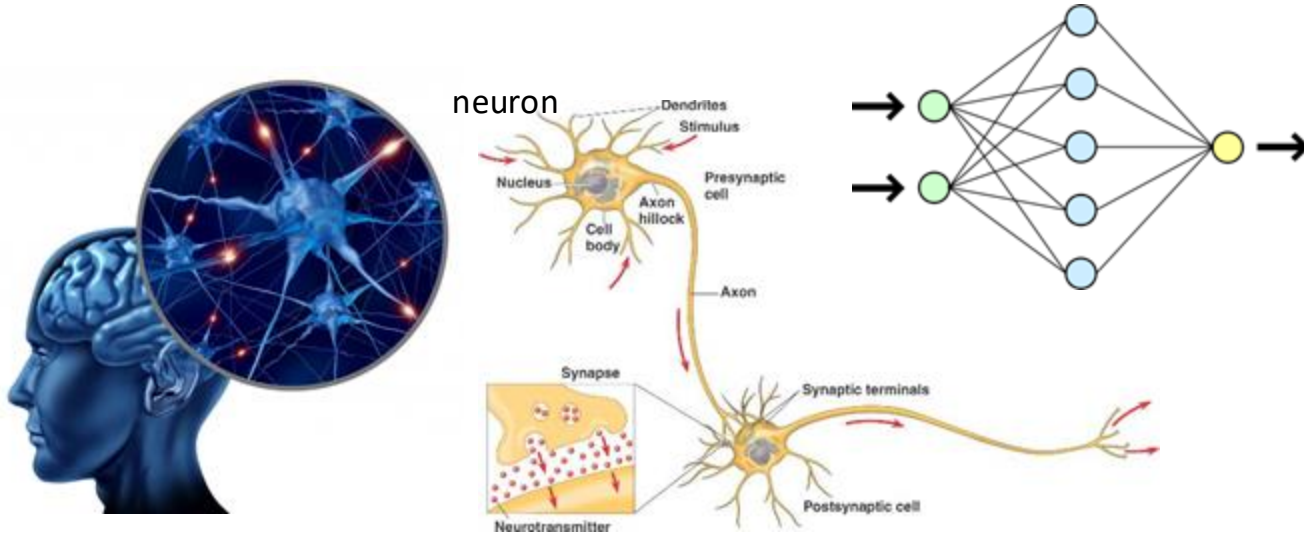 neuron
Dendrites
Stimulus
Nucleus
Presynaptic
cell
Axon
hillock
Cell
body
Axon
Synapse
Synaptic terminals
Postsynaptic cell
Neurotransmitter